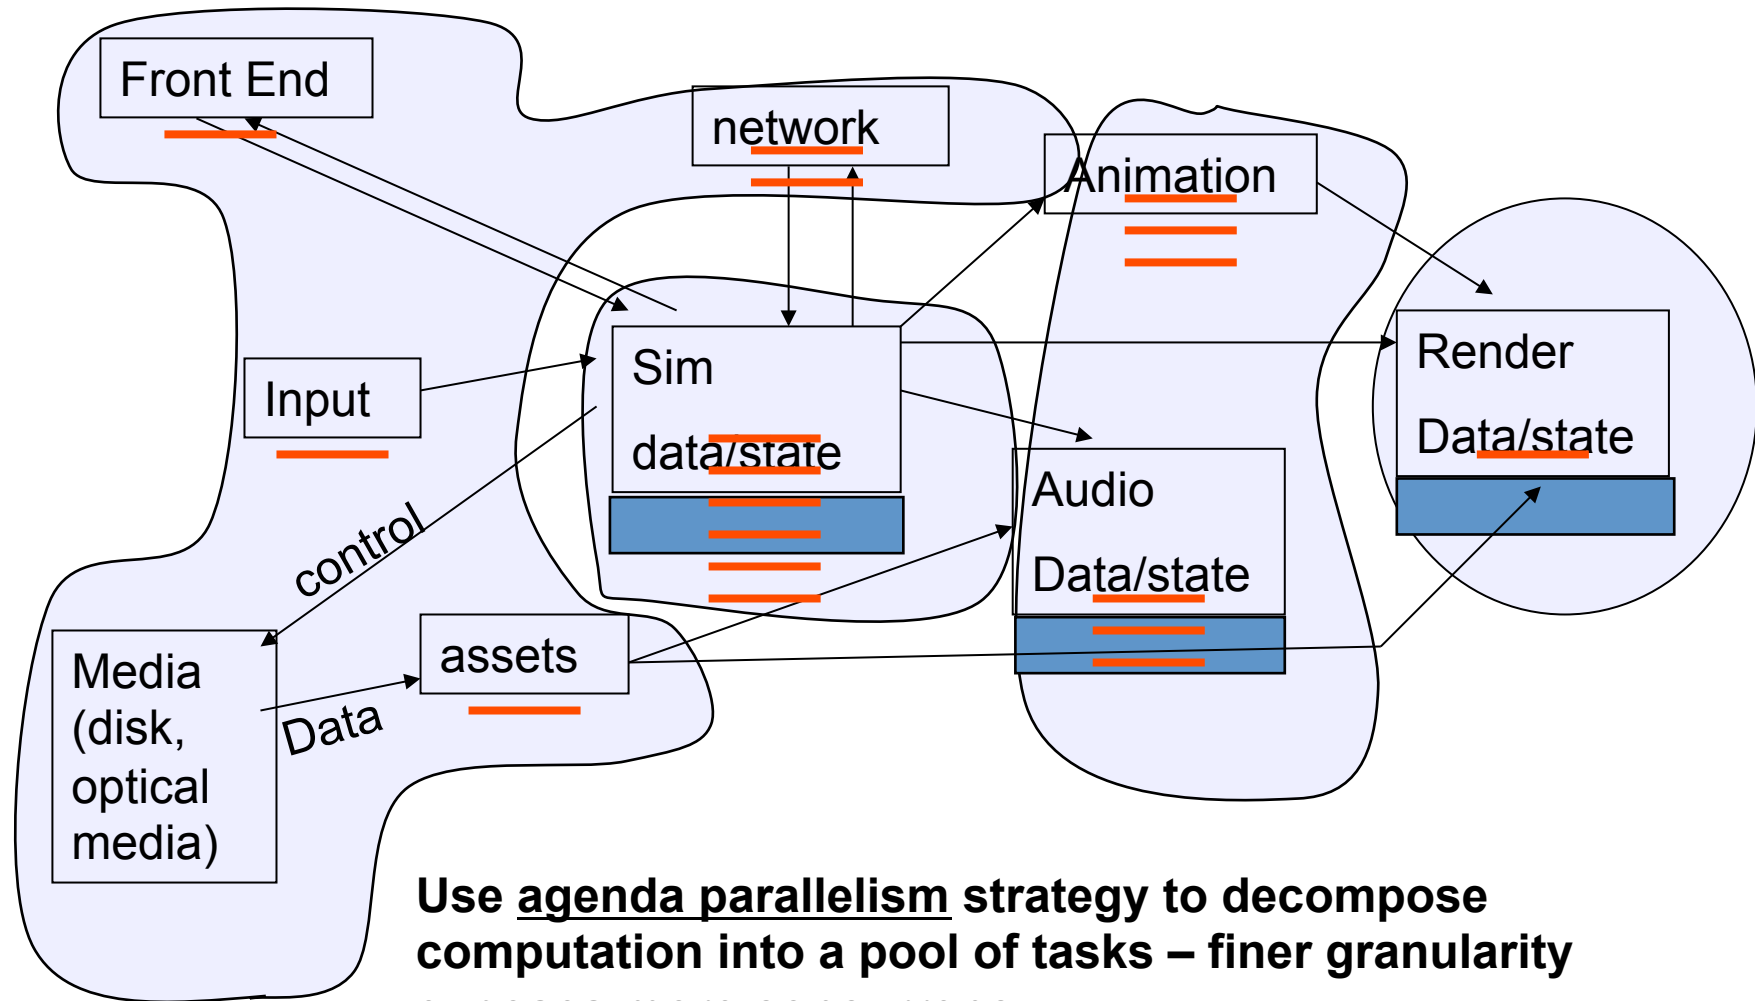 Front End
network
Animation
Input
Sim
data/state
Render
Data/state
Audio
Data/state
control
assets
Data
Media
(disk,
optical
media)
Use agenda parallelism strategy to decompose
computation into a pool of tasks – finer granularity